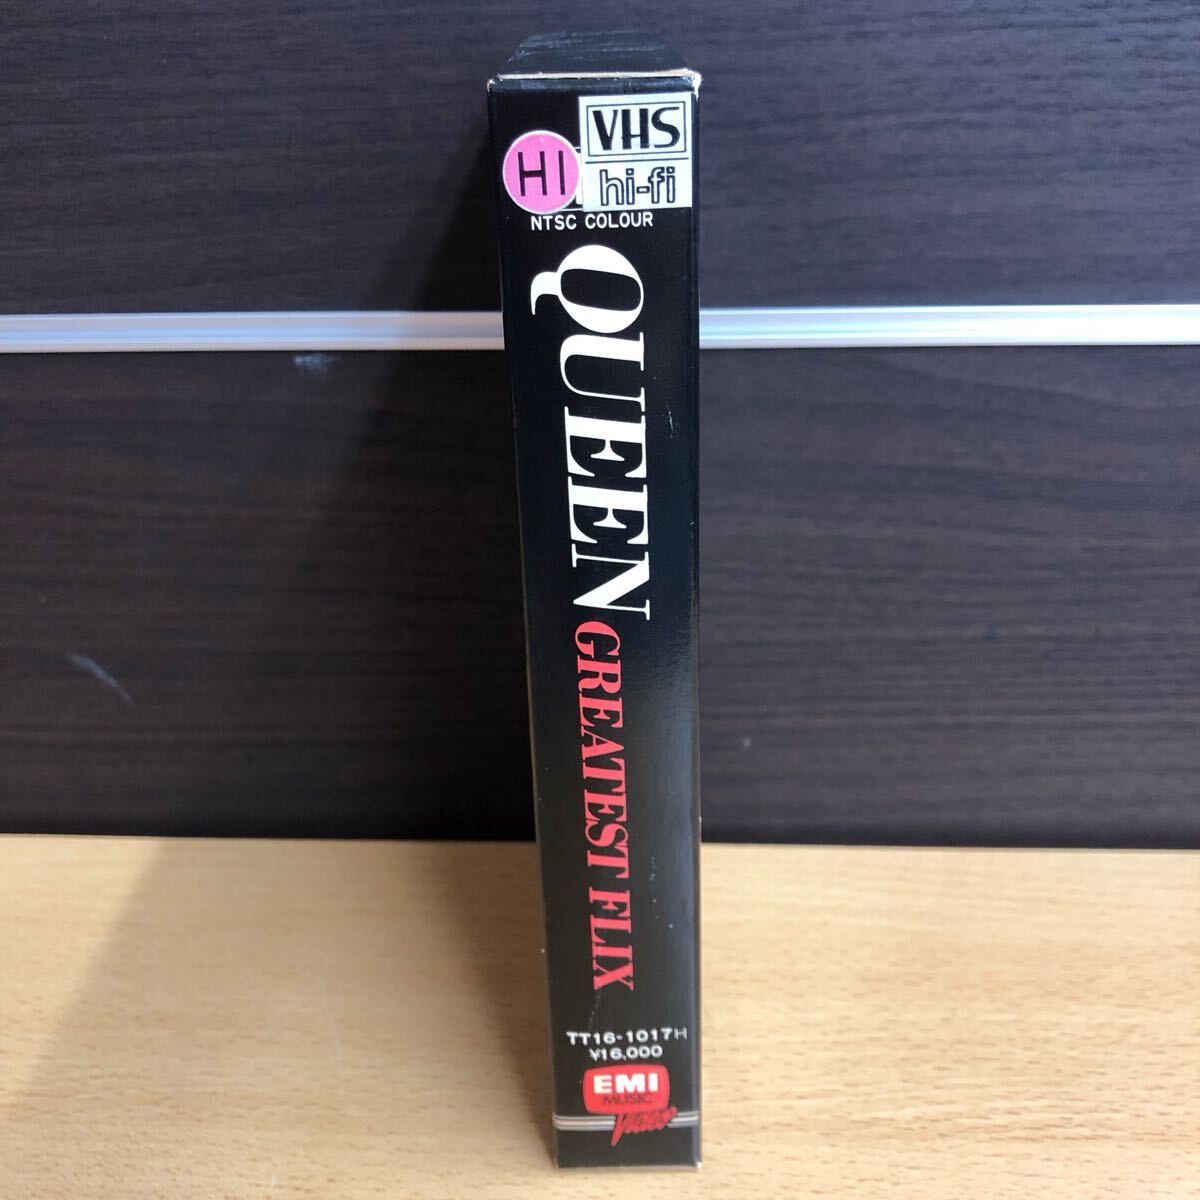 VHS
HI
hi-fi
NTSC COLOUR
QUEEN GREATEST FLIX
TT16-1017H
¥16,000
EMI
MUSIC
Video